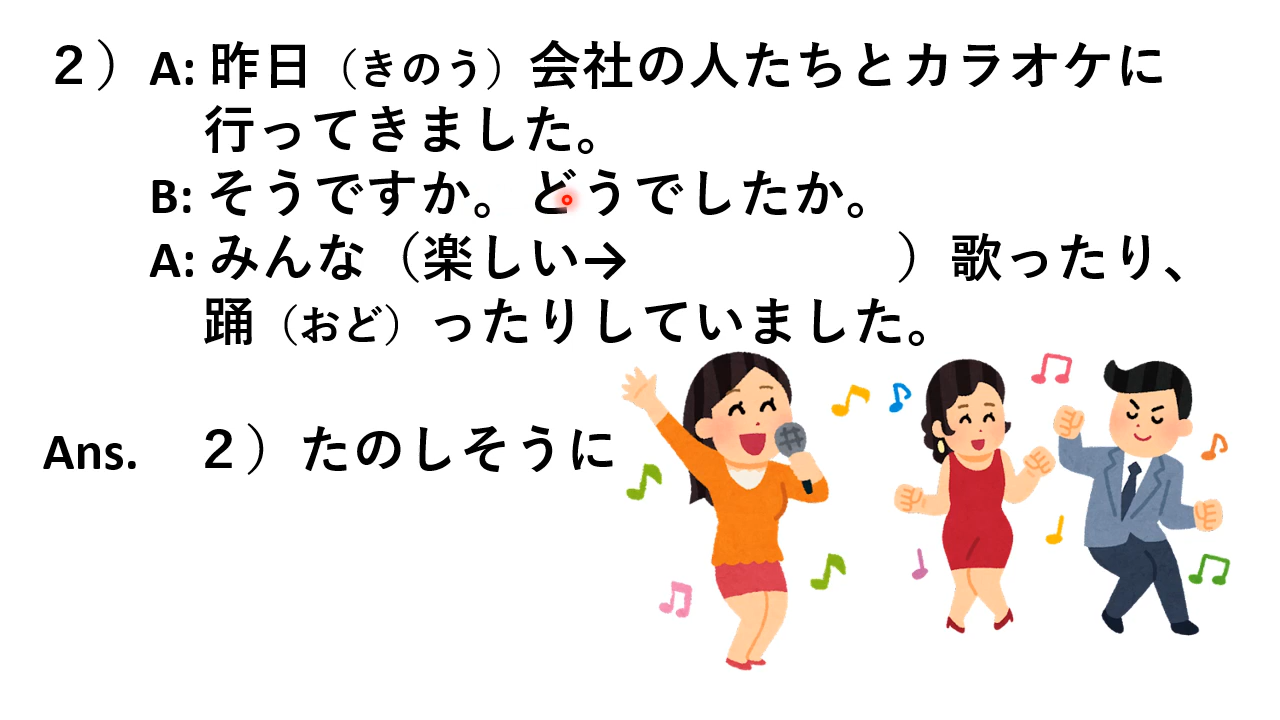 ２）A: 昨日（きのう）会社の人たちとカラオケに
行ってきました。
B: そうですか。どうでしたか。
A: みんな（楽しい→　　　　　）歌ったり、
踊（おど）ったりしていました。
Ans.　２）たのしそうに